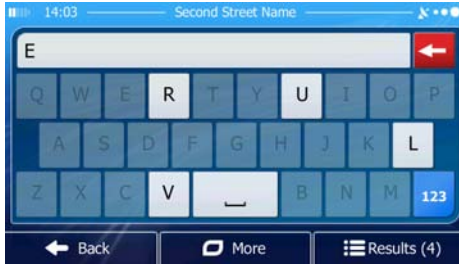 14:03 Second Street Name
E
Q W E R T Y U I O P
A S D F G H J K L
Z X C V B N M 123
Back More Results (4)